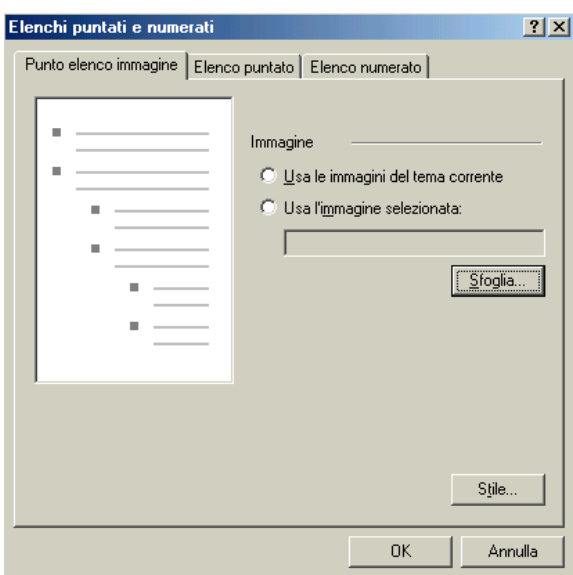 Elenchi puntati e numerati
Punto elenco immagine Elenco puntato Elenco numerato
Immagine
Usa le immagini del tema corrente
Usa l'immagine selezionata:
Sfoglia...
Stile...
OK Annulla